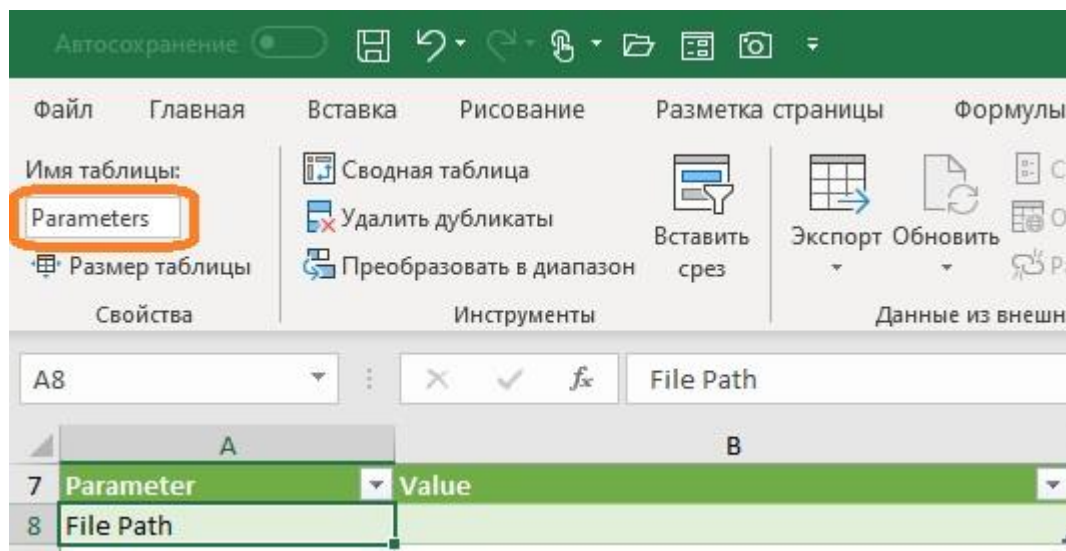 Автосохранение
Файл Главная Вставка Рисование Разметка страницы Формулы
Имя таблицы:
Parameters
Размер таблицы
Свойства
Сводная таблица
Удалить дубликаты
Преобразовать в диапазон
Инструменты
Вставить
срез
Экспорт Обновить
Данные из внешн
A8 fx File Path
A B
7 Parameter Value
8 File Path